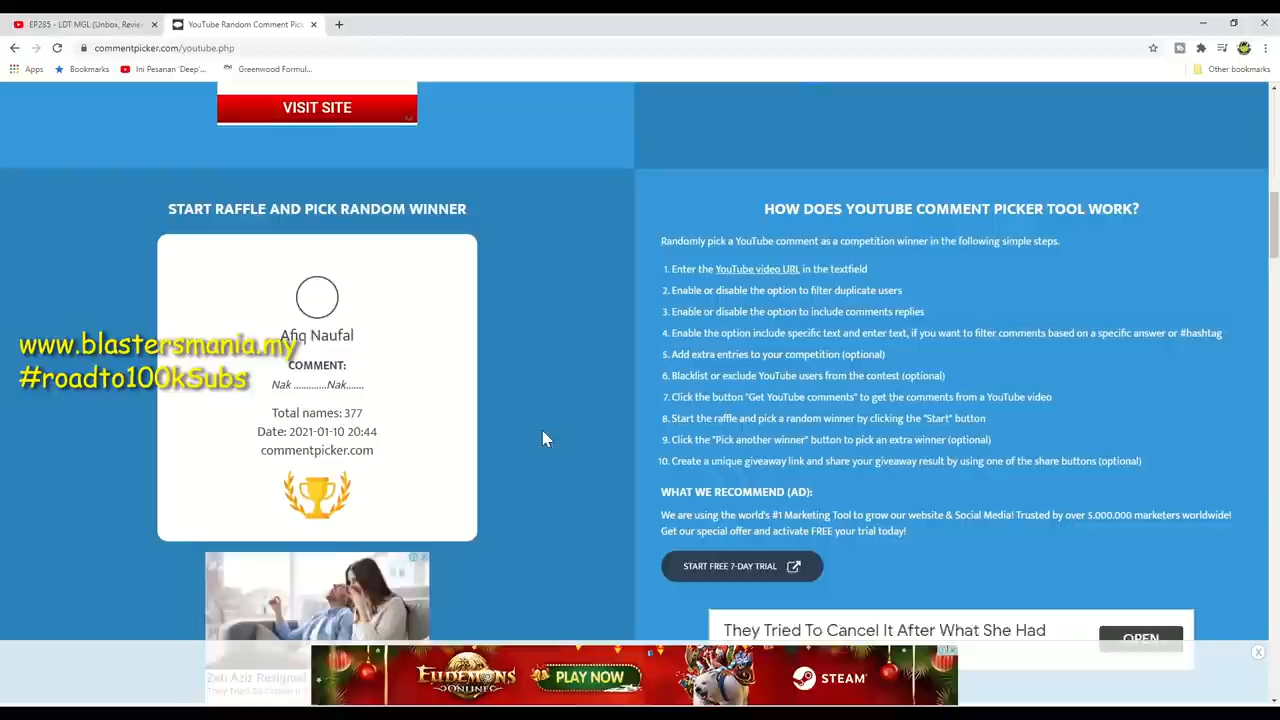 EP285 - LDT MGL (Unbox, Revie
YouTube Random Comment Pick
commentpicker.com/youtube.php
Apps
Bookmarks
Ini Pesanan 'Deep'...
Greenwood Formul...
Other bookmarks
VISIT SITE
Ad
START RAFFLE AND PICK RANDOM WINNER
Afiq Naufal
COMMENT:
Nak .............Nak.......
Total names: 377
Date: 2021-01-10 20:44
commentpicker.com
www.blastersmania.my
#roadto100kSubs
HOW DOES YOUTUBE COMMENT PICKER TOOL WORK?
Randomly pick a YouTube comment as a competition winner in the following simple steps.
1. Enter the YouTube video URL in the textfield
2. Enable or disable the option to filter duplicate users
3. Enable or disable the option to include comments replies
4. Enable the option include specific text and enter text, if you want to filter comments based on a specific answer or #hashtag
5. Add extra entries to your competition (optional)
6. Blacklist or exclude YouTube users from the contest (optional)
7. Click the button "Get YouTube comments" to get the comments from a YouTube video
8. Start the raffle and pick a random winner by clicking the "Start" button
9. Click the "Pick another winner" button to pick an extra winner (optional)
10. Create a unique giveaway link and share your giveaway result by using one of the share buttons (optional)
WHAT WE RECOMMEND (AD):
We are using the world's #1 Marketing Tool to grow our website & Social Media! Trusted by over 5.000.000 marketers worldwide!
Get our special offer and activate FREE your trial today!
START FREE 7-DAY TRIAL
They Tried To Cancel It After What She Had
OPEN
Zeti Aziz Resigned
They Tried To Cancel It
EUDEMONS
ONLINE
PLAY NOW
STEAM